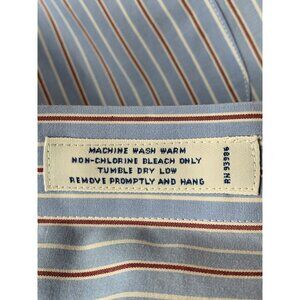 MACHINE WASH WARM
NON-CHLORINE BLEACH ONLY
TUMBLE DRY LOW
REMOVE PROMPTLY AND HANG
RN 93986